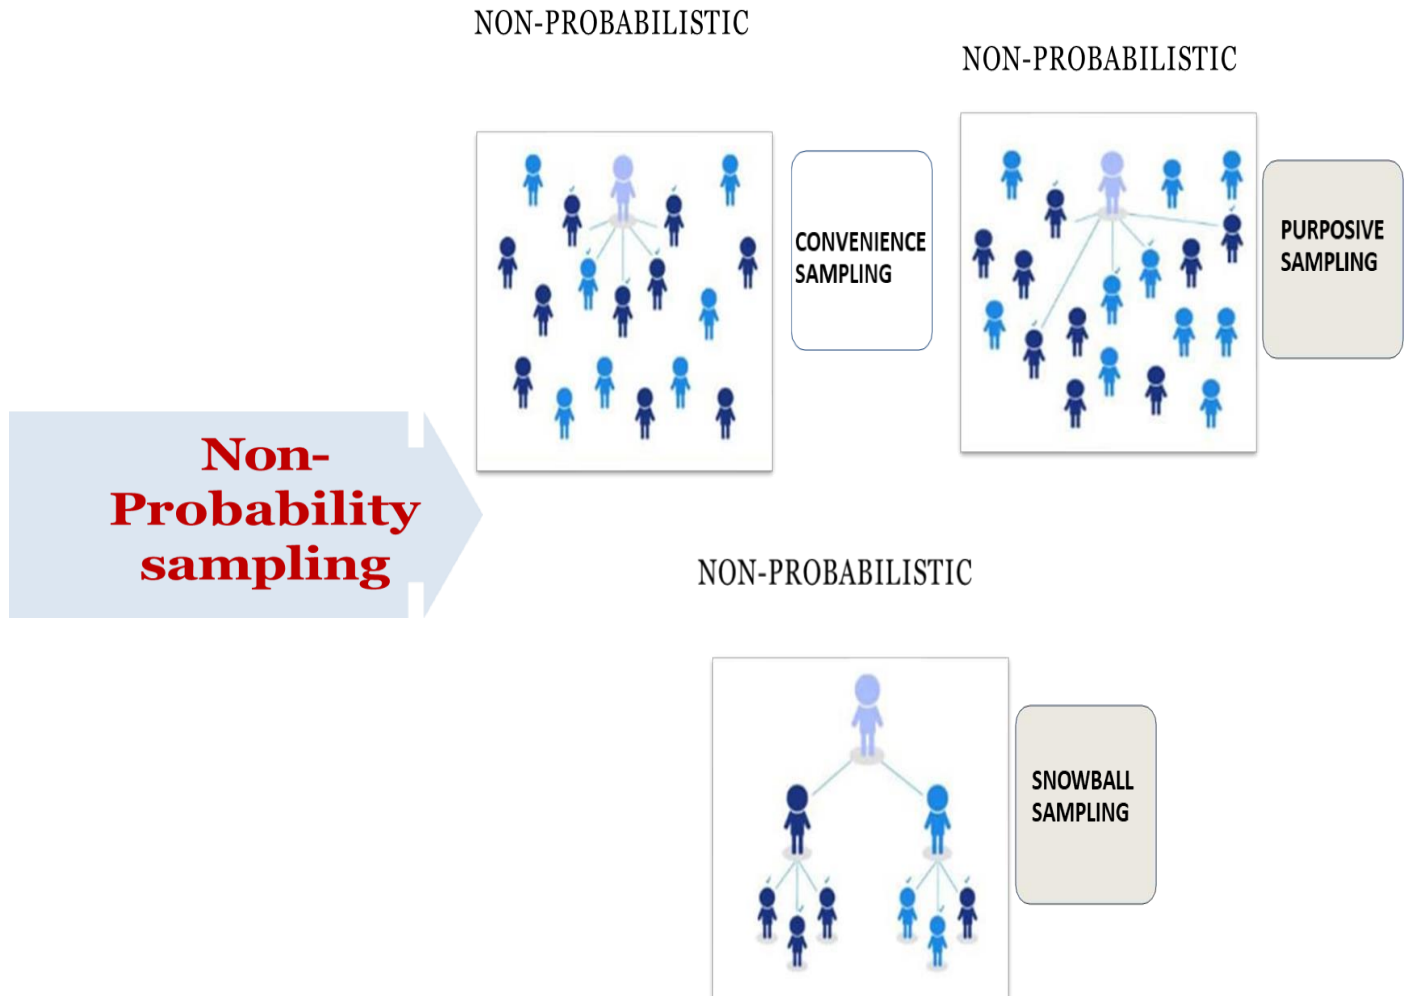 NON-PROBABILISTIC
NON-PROBABILISTIC
CONVENIENCE
SAMPLING
PURPOSIVE
SAMPLING
Non-
Probability
sampling
NON-PROBABILISTIC
SNOWBALL
SAMPLING